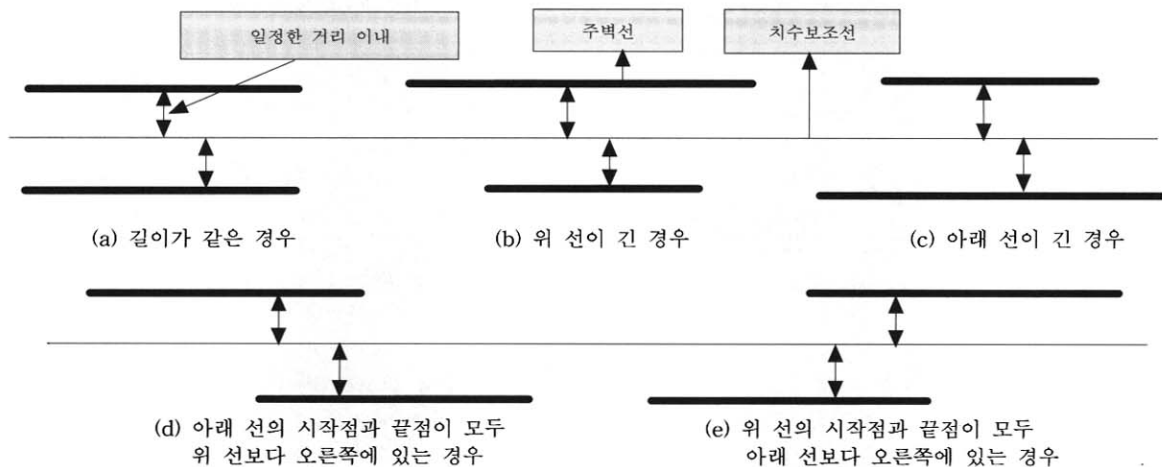 일정한 거리 이내
주벽선
치수보조선
(a) 길이가 같은 경우
(b) 위 선이 긴 경우
(c) 아래 선이 긴 경우
(d) 아래 선의 시작점과 끝점이 모두
위 선보다 오른쪽에 있는 경우
(e) 위 선의 시작점과 끝점이 모두
아래 선보다 오른쪽에 있는 경우